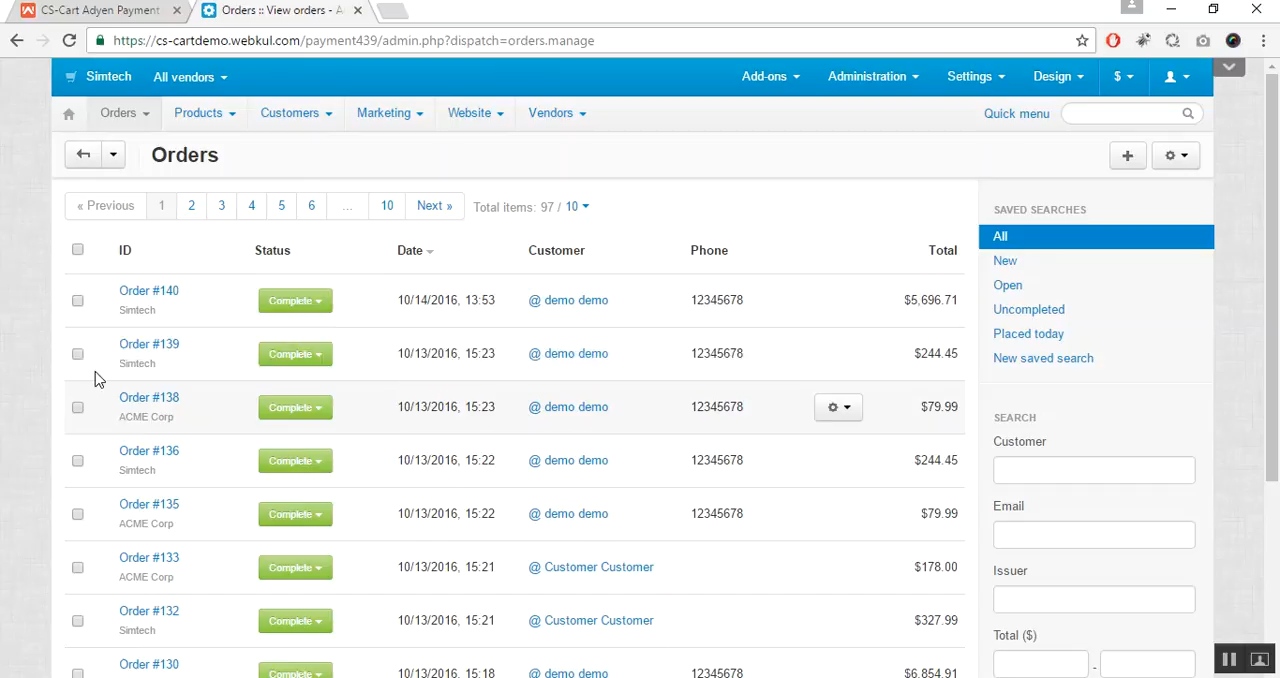 CS-Cart Adyen Payment
Orders :: View orders - A
https://cs-cartdemo.webkul.com/payment439/admin.php?dispatch=orders.manage
Simtech All vendors Add-ons Administration Settings Design $
Orders Products Customers Marketing Website Vendors Quick menu
Orders
« Previous 1 2 3 4 5 6 ... 10 Next » Total items: 97 / 10
ID Status Date Customer Phone Total
Order #140 Complete 10/14/2016, 13:53 @ demo demo 12345678 $5,696.71
Simtech
Order #139 Complete 10/13/2016, 15:23 @ demo demo 12345678 $244.45
Simtech
Order #138 Complete 10/13/2016, 15:23 @ demo demo 12345678 $79.99
ACME Corp
Order #136 Complete 10/13/2016, 15:22 @ demo demo 12345678 $244.45
Simtech
Order #135 Complete 10/13/2016, 15:22 @ demo demo 12345678 $79.99
ACME Corp
Order #133 Complete 10/13/2016, 15:21 @ Customer Customer $178.00
ACME Corp
Order #132 Complete 10/13/2016, 15:21 @ Customer Customer $327.99
Simtech
Order #130 Complete 10/13/2016, 15:18 @ demo demo 12345678 $6,854.91
SAVED SEARCHES
All
New
Open
Uncompleted
Placed today
New saved search
SEARCH
Customer
Email
Issuer
Total ($)
-